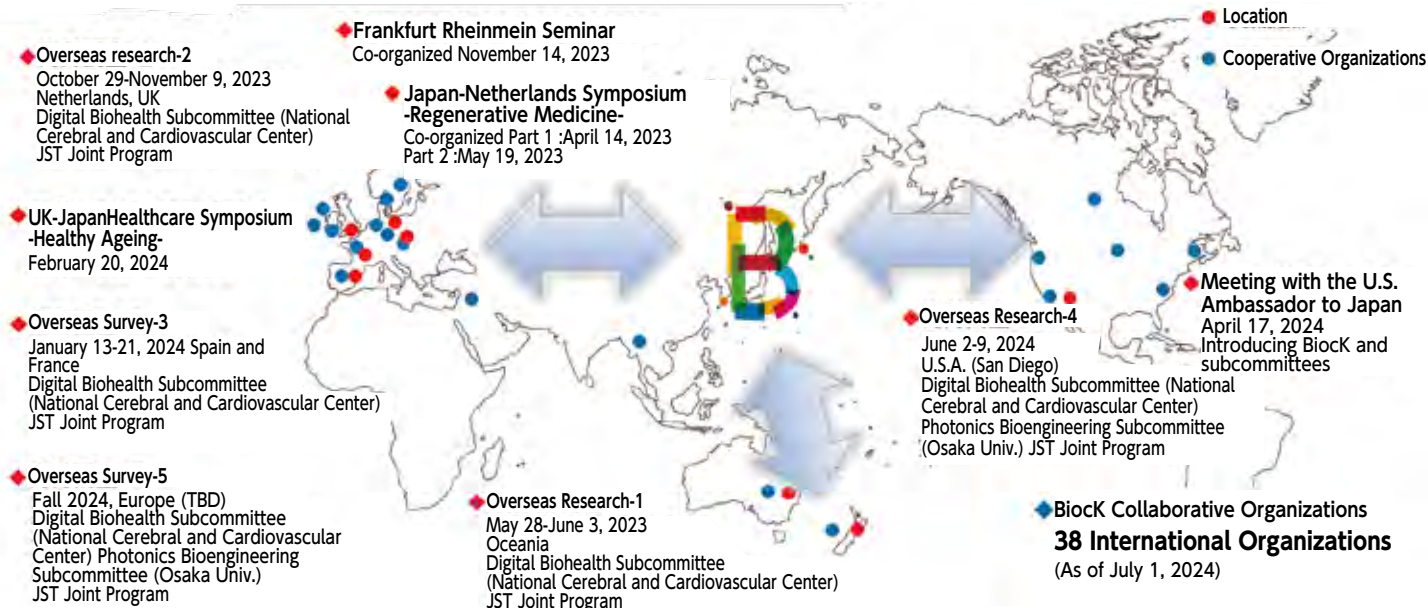 Overseas research-2
October 29-November 9, 2023
Netherlands, UK
Digital Biohealth Subcommittee (National
Cerebral and Cardiovascular Center)
JST Joint Program
Frankfurt Rheinmein Seminar
Co-organized November 14, 2023
Japan-Netherlands Symposium
-Regenerative Medicine-
Co-organized Part 1 :April 14, 2023
Part 2 :May 19, 2023
Location
Cooperative Organizations
UK-JapanHealthcare Symposium
-Healthy Ageing-
February 20, 2024
Overseas Survey-3
January 13-21, 2024 Spain and
France
Digital Biohealth Subcommittee
(National Cerebral and Cardiovascular Center)
JST Joint Program
Overseas Survey-5
Fall 2024, Europe (TBD)
Digital Biohealth Subcommittee
(National Cerebral and Cardiovascular
Center) Photonics Bioengineering
Subcommittee (Osaka Univ.)
JST Joint Program
Overseas Research-1
May 28-June 3, 2023
Oceania
Digital Biohealth Subcommittee
(National Cerebral and Cardiovascular Center)
JST Joint Program
B
Overseas Research-4
June 2-9, 2024
U.S.A. (San Diego)
Digital Biohealth Subcommittee (National
Cerebral and Cardiovascular Center)
Photonics Bioengineering Subcommittee
(Osaka Univ.) JST Joint Program
Meeting with the U.S.
Ambassador to Japan
April 17, 2024
Introducing BiocK and
subcommittees
BiocK Collaborative Organizations
38 International Organizations
(As of July 1, 2024)